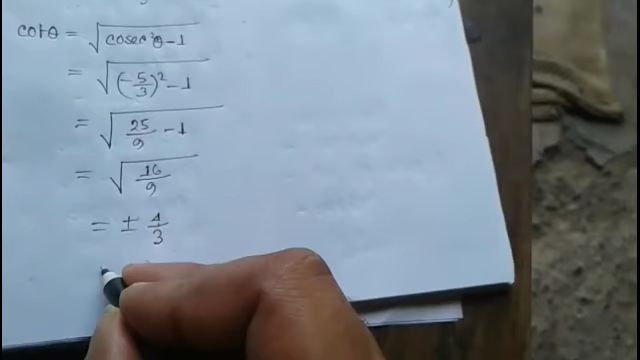 cotθ = √cosec²θ-1
= √(-5/3)²-1
= √25/9 -1
= √16/9
= ± 4/3